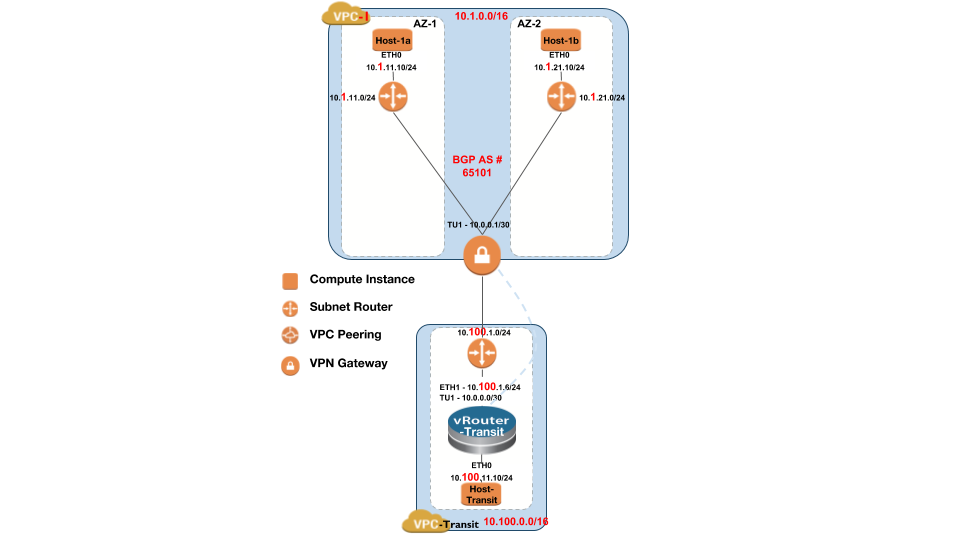 VPC-1
10.1.0.0/16
AZ-1
AZ-2
Host-1a
Host-1b
ETH0
ETH0
10.1.11.10/24
10.1.21.10/24
10.1.11.0/24
10.1.21.0/24
BGP AS #
65101
TU1 - 10.0.0.1/30
Compute Instance
Subnet Router
VPC Peering
VPN Gateway
10.100.1.0/24
ETH1 - 10.100.1.6/24
TU1 - 10.0.0.0/30
vRouter
-Transit
ETH0
10.100.11.10/24
Host-
Transit
VPC-Transit
10.100.0.0/16